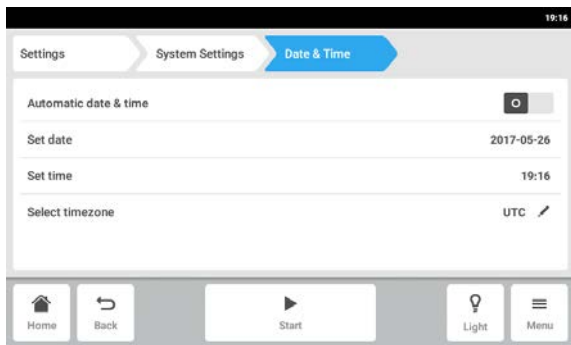 19:16
Settings System Settings Date & Time
Automatic date & time O
Set date 2017-05-26
Set time 19:16
Select timezone UTC
Home Back Start Light Menu